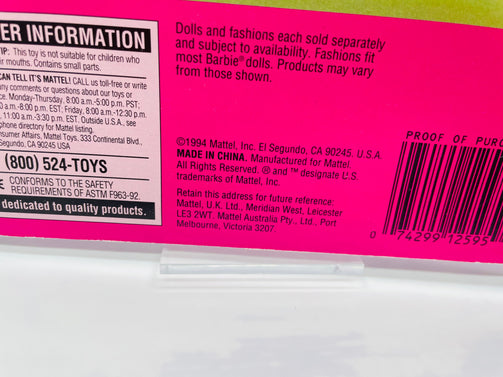 ER INFORMATION
TIP: This toy is not suitable for children who
ir mouths. Contains small parts.
CAN TELL IT'S MATTEL! CALL us toll-free or write
any comments or questions about our toys or
ce. Monday-Thursday, 8:00 a.m.-5:00 p.m. PST;
0 a.m.-8:00 p.m. EST; Friday, 8:00 a.m.-12:30 p.m.
, 11:00 a.m.-3:30 p.m. EST. Outside U.S.A., see
phone directory for Mattel listing.
sumer Affairs, Mattel Toys, 333 Continental Blvd.,
Segundo, CA 90245 USA
(800) 524-TOYS
CONFORMS TO THE SAFETY
REQUIREMENTS OF ASTM F963-92.
dedicated to quality products.
Dolls and fashions each sold separately
and subject to availability. Fashions fit
most Barbie® dolls. Products may vary
from those shown.
©1994 Mattel, Inc. El Segundo, CA 90245. U.S.A.
MADE IN CHINA. Manufactured for Mattel.
All Rights Reserved. ® and ™ designate U.S.
trademarks of Mattel, Inc.
Retain this address for future reference:
Mattel, U.K. Ltd., Meridian West, Leicester
LE3 2WT. Mattel Australia Pty., Ltd., Port
Melbourne, Victoria 3207.
PROOF OF PURC
0 74299 12595